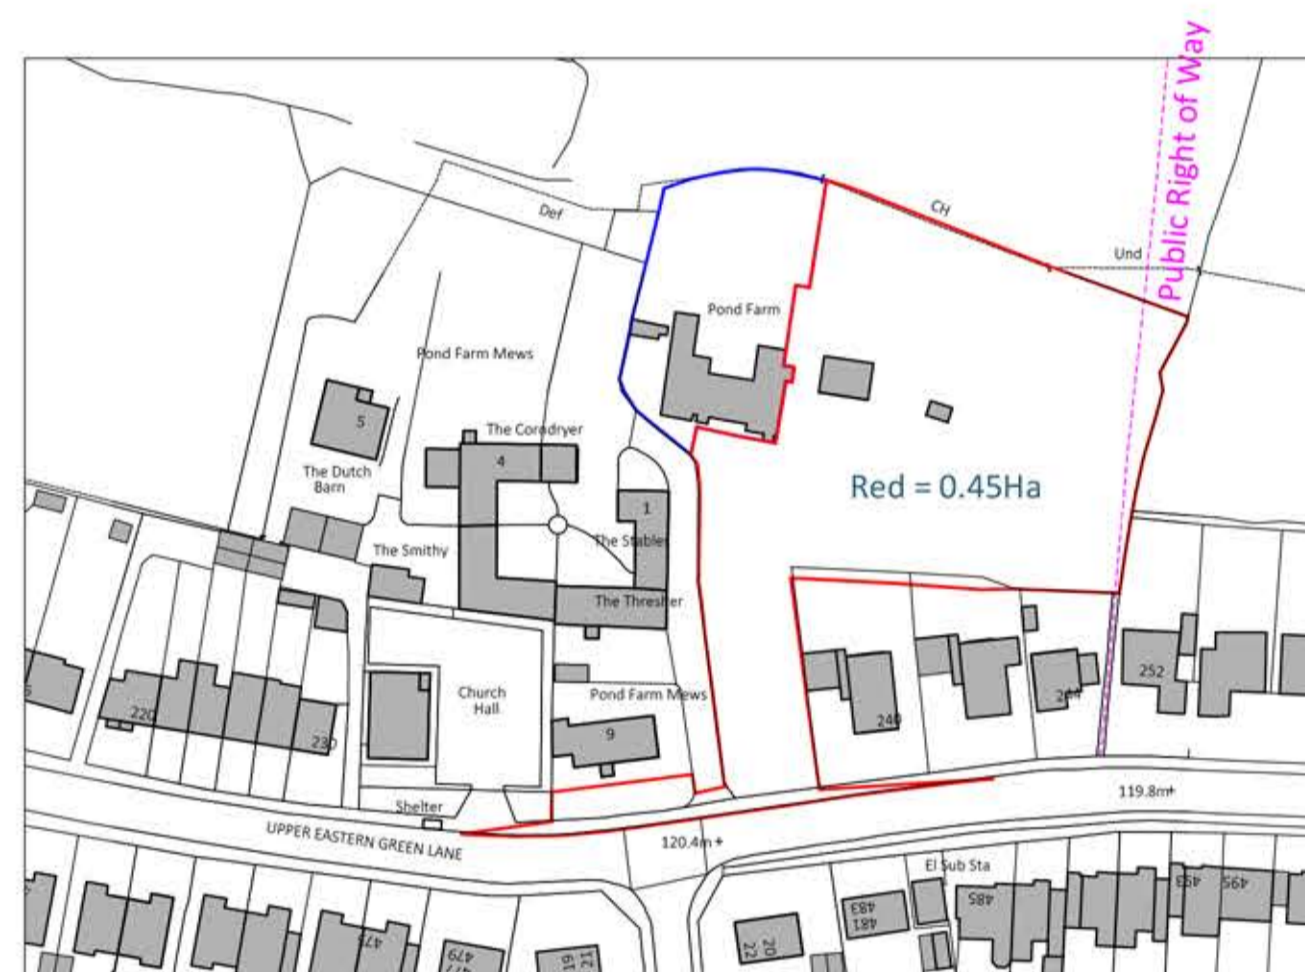 Public Right of Way
CH
Def
Und
Pond Farm
Pond Farm Mews
5
The Corndryer
4
The Dutch
Barn
Red = 0.45Ha
1
The Smithy
The Stables
The Thresher
Church
Hall
Pond Farm Mews
9
220
230
240
244
252
Shelter
UPPER EASTERN GREEN LANE
119.8m+
120.4m+
El Sub Sta
475
479
477
19
21
20
22
483
481
485
493
495